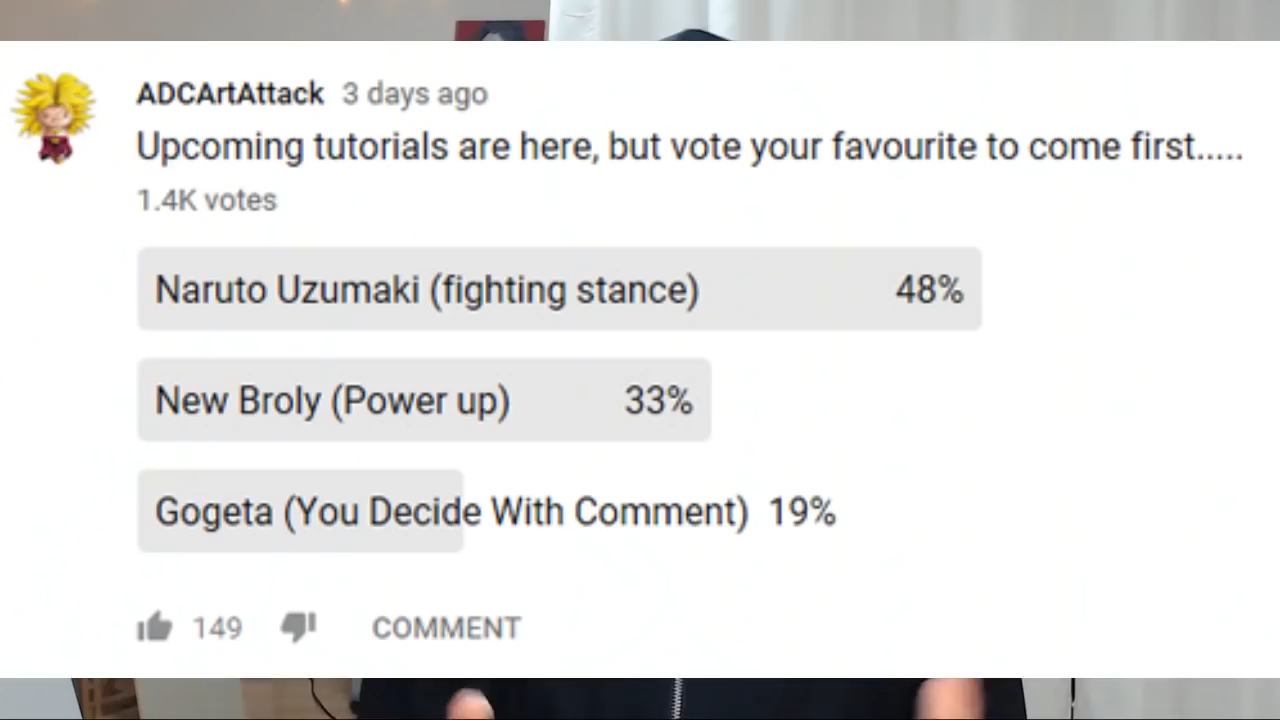 ADCArtAttack 3 days ago
Upcoming tutorials are here, but vote your favourite to come first.....
1.4K votes
Naruto Uzumaki (fighting stance) 48%
New Broly (Power up) 33%
Gogeta (You Decide With Comment) 19%
149 COMMENT